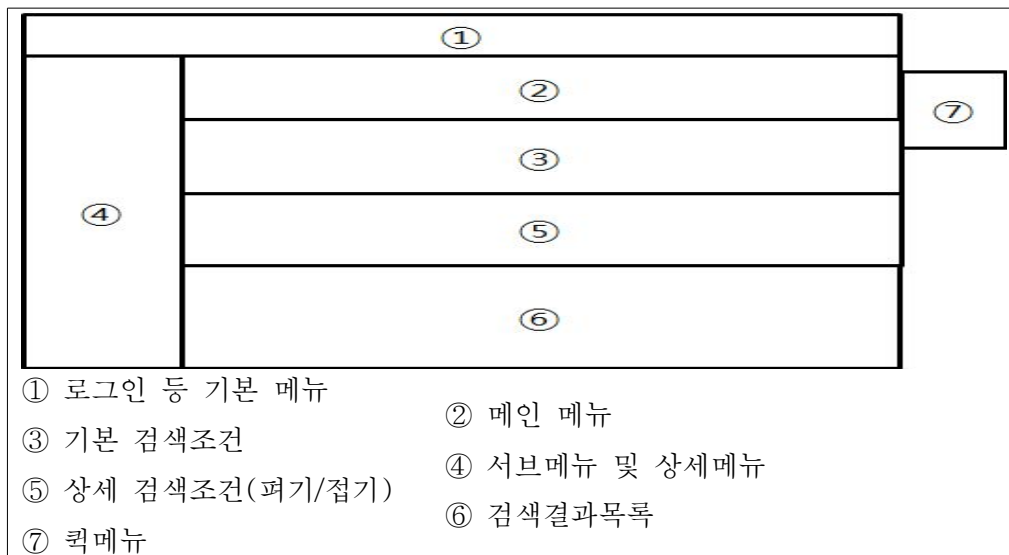 ①
②
⑦
③
④
⑤
⑥
① 로그인 등 기본 메뉴
② 메인 메뉴
③ 기본 검색조건
④ 서브메뉴 및 상세메뉴
⑤ 상세 검색조건(펴기/접기)
⑥ 검색결과목록
⑦ 퀵메뉴